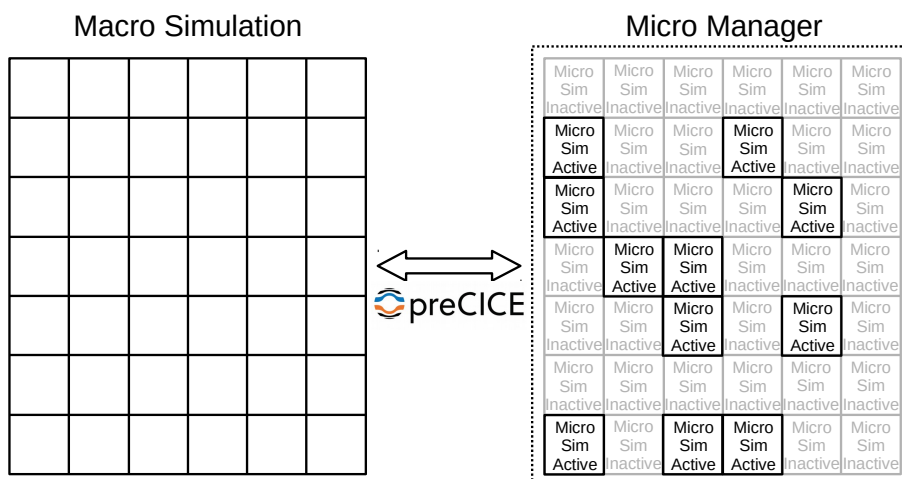 Macro Simulation Micro Manager
Micro Micro Micro Micro Micro Micro
Sim Sim Sim Sim Sim Sim
Inactive Inactive Inactive Inactive Inactive Inactive
Micro Micro Micro Micro Micro Micro
Sim Sim Sim Sim Sim Sim
Active Inactive Inactive Active Inactive Inactive
Micro Micro Micro Micro Micro Micro
Sim Sim Sim Sim Sim Sim
Active Inactive Inactive Inactive Active Inactive
Micro Micro Micro Micro Micro Micro
Sim Sim Sim Sim Sim Sim
Inactive Active Active Inactive Inactive Inactive
preCICE
Micro Micro Micro Micro Micro Micro
Sim Sim Sim Sim Sim Sim
Inactive Inactive Active Inactive Active Inactive
Micro Micro Micro Micro Micro Micro
Sim Sim Sim Sim Sim Sim
Inactive Inactive Inactive Inactive Inactive Inactive
Micro Micro Micro Micro Micro Micro
Sim Sim Sim Sim Sim Sim
Active Inactive Active Active Inactive Inactive